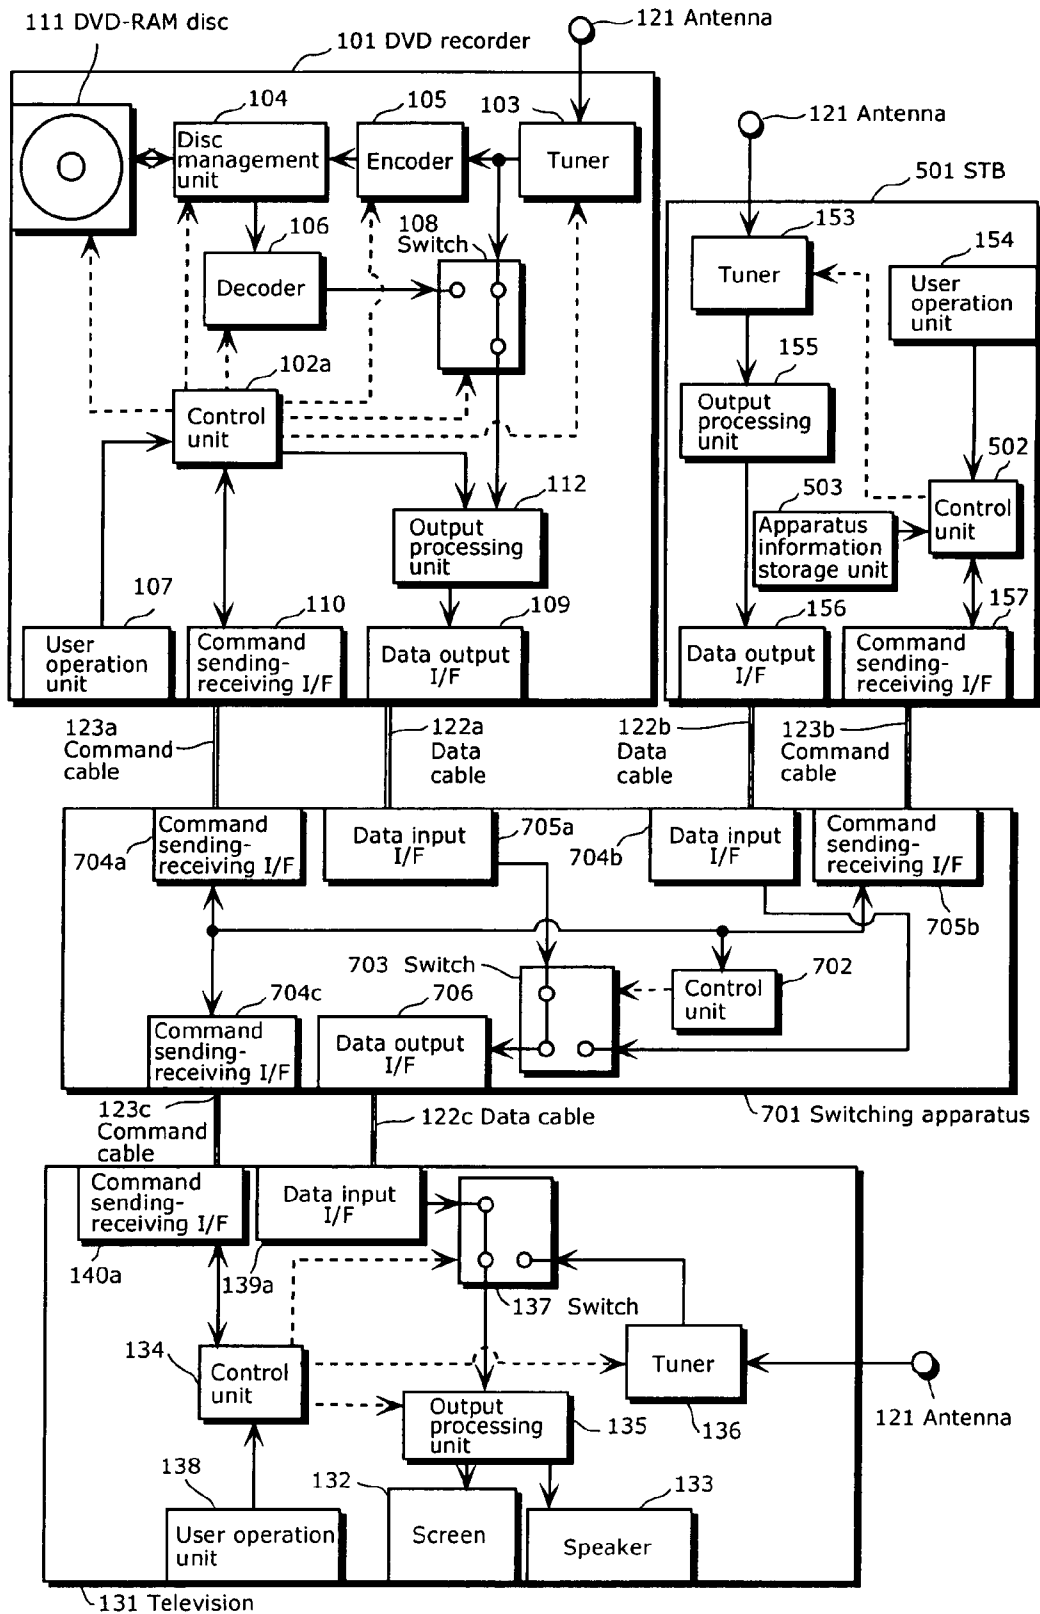 111 DVD-RAM disc
121 Antenna
101 DVD recorder
104
105
103
Disc
management
unit
Encoder
Tuner
106
108
Switch
Decoder
102a
Control
unit
112
Output
processing
unit
107
110
109
User
operation
unit
Command
sending-
receiving I/F
Data output
I/F
121 Antenna
501 STB
153
154
Tuner
User
operation
unit
155
Output
processing
unit
502
503
Control
unit
Apparatus
information
storage unit
156
157
Data output
I/F
Command
sending-
receiving I/F
123a
Command
cable
122a
Data
cable
122b
Data
cable
123b
Command
cable
704a
Command
sending-
receiving I/F
Data input
I/F
705a
704b
Data input
I/F
Command
sending-
receiving I/F
705b
703 Switch
702
704c
706
Control
unit
Command
sending-
receiving I/F
Data output
I/F
123c
Command
cable
122c Data cable
701 Switching apparatus
Command
sending-
receiving I/F
Data input
I/F
140a
139a
137 Switch
134
Control
unit
Tuner
136
121 Antenna
Output
processing
unit
135
138
132
133
User operation
unit
Screen
Speaker
131 Television